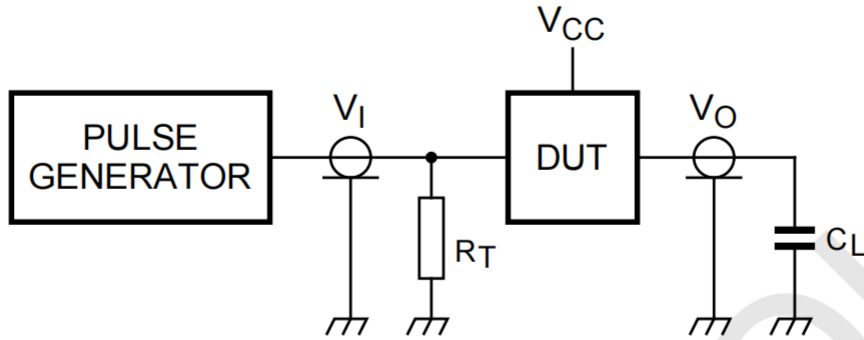 VCC
VI
VO
PULSE
GENERATOR
DUT
RT
CL